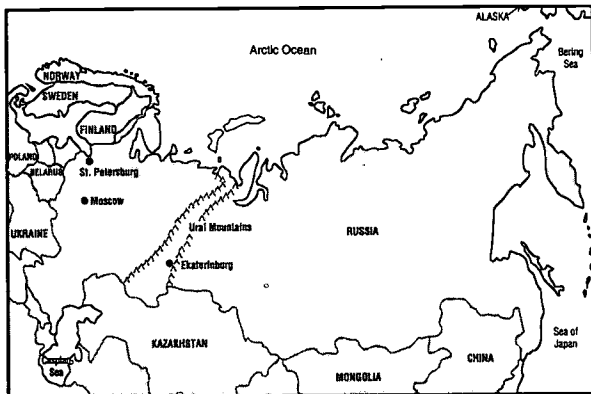 ALASKA
Arctic Ocean
Bering
Sea
NORWAY
SWEDEN
FINLAND
POLAND
BELARUS
St. Petersburg
Moscow
UKRAINE
Ural Mountains
RUSSIA
Ekaterinburg
KAZAKHSTAN
Caspian
Sea
MONGOLIA
CHINA
Sea of
Japan